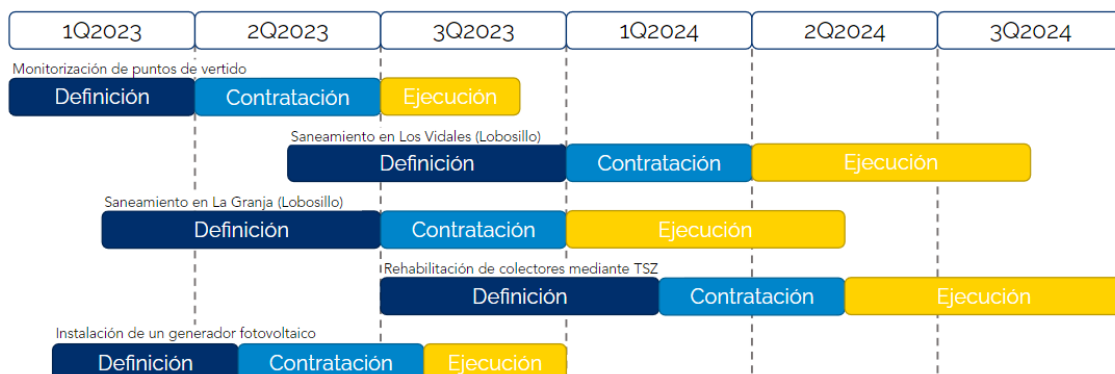 1Q2023 2Q2023 3Q2023 1Q2024 2Q2024 3Q2024
Monitorización de puntos de vertido
Definición Contratación Ejecución
Saneamiento en Los Vidales (Lobosillo)
Definición Contratación Ejecución
Saneamiento en La Granja (Lobosillo)
Definición Contratación Ejecución
Rehabilitación de colectores mediante TSZ
Definición Contratación Ejecución
Instalación de un generador fotovoltaico
Definición Contratación Ejecución